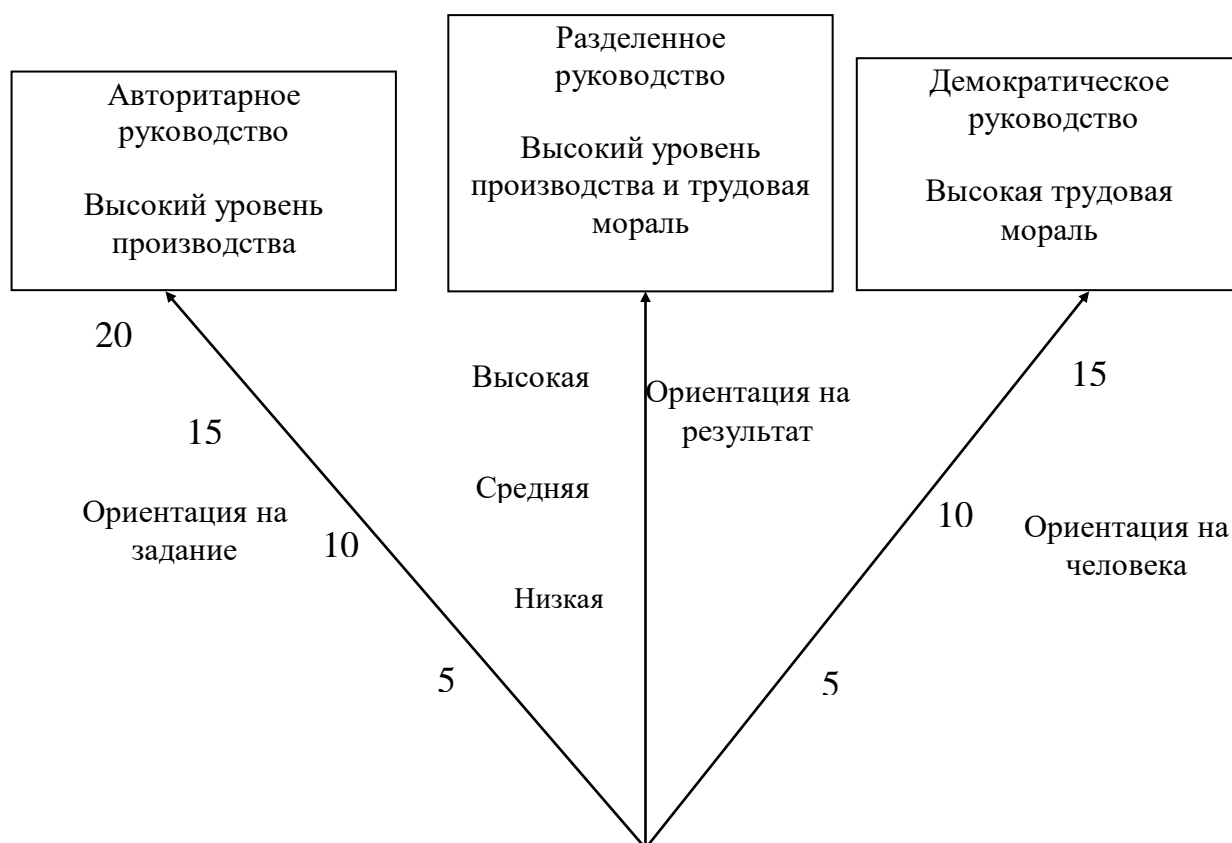 Авторитарное
руководство
Высокий уровень
производства
Разделенное
руководство
Высокий уровень
производства и трудовая
мораль
Демократическое
руководство
Высокая трудовая
мораль
20
15
Ориентация на
задание
10
5
Высокая
Средняя
Низкая
Ориентация на
результат
15
10
Ориентация на
человека
5